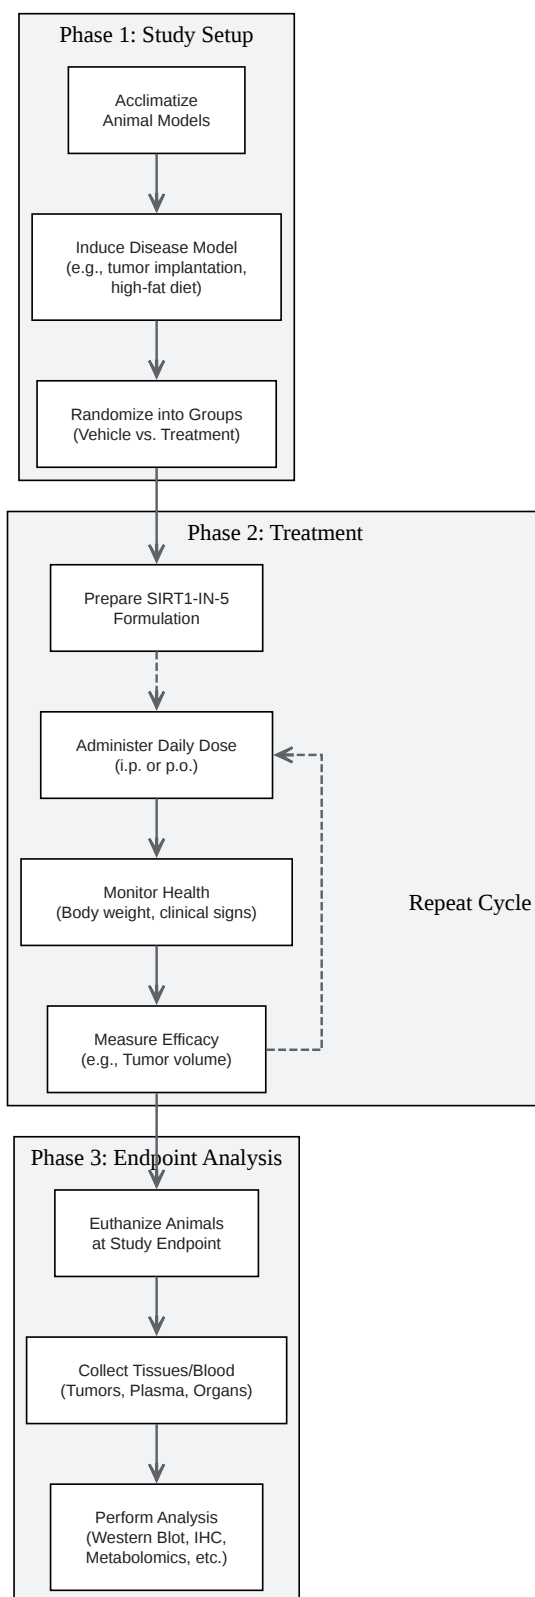 Phase 1: Study Setup
Acclimatize
Animal Models
Induce Disease Model
(e.g., tumor implantation,
high-fat diet)
Randomize into Groups
(Vehicle vs. Treatment)
Phase 2: Treatment
Prepare SIRT1-IN-5
Formulation
Administer Daily Dose
(i.p. or p.o.)
Monitor Health
(Body weight, clinical signs)
Repeat Cycle
Measure Efficacy
(e.g., Tumor volume)
Phase 3: Endpoint Analysis
Euthanize Animals
at Study Endpoint
Collect Tissues/Blood
(Tumors, Plasma, Organs)
Perform Analysis
(Western Blot, IHC,
Metabolomics, etc.)